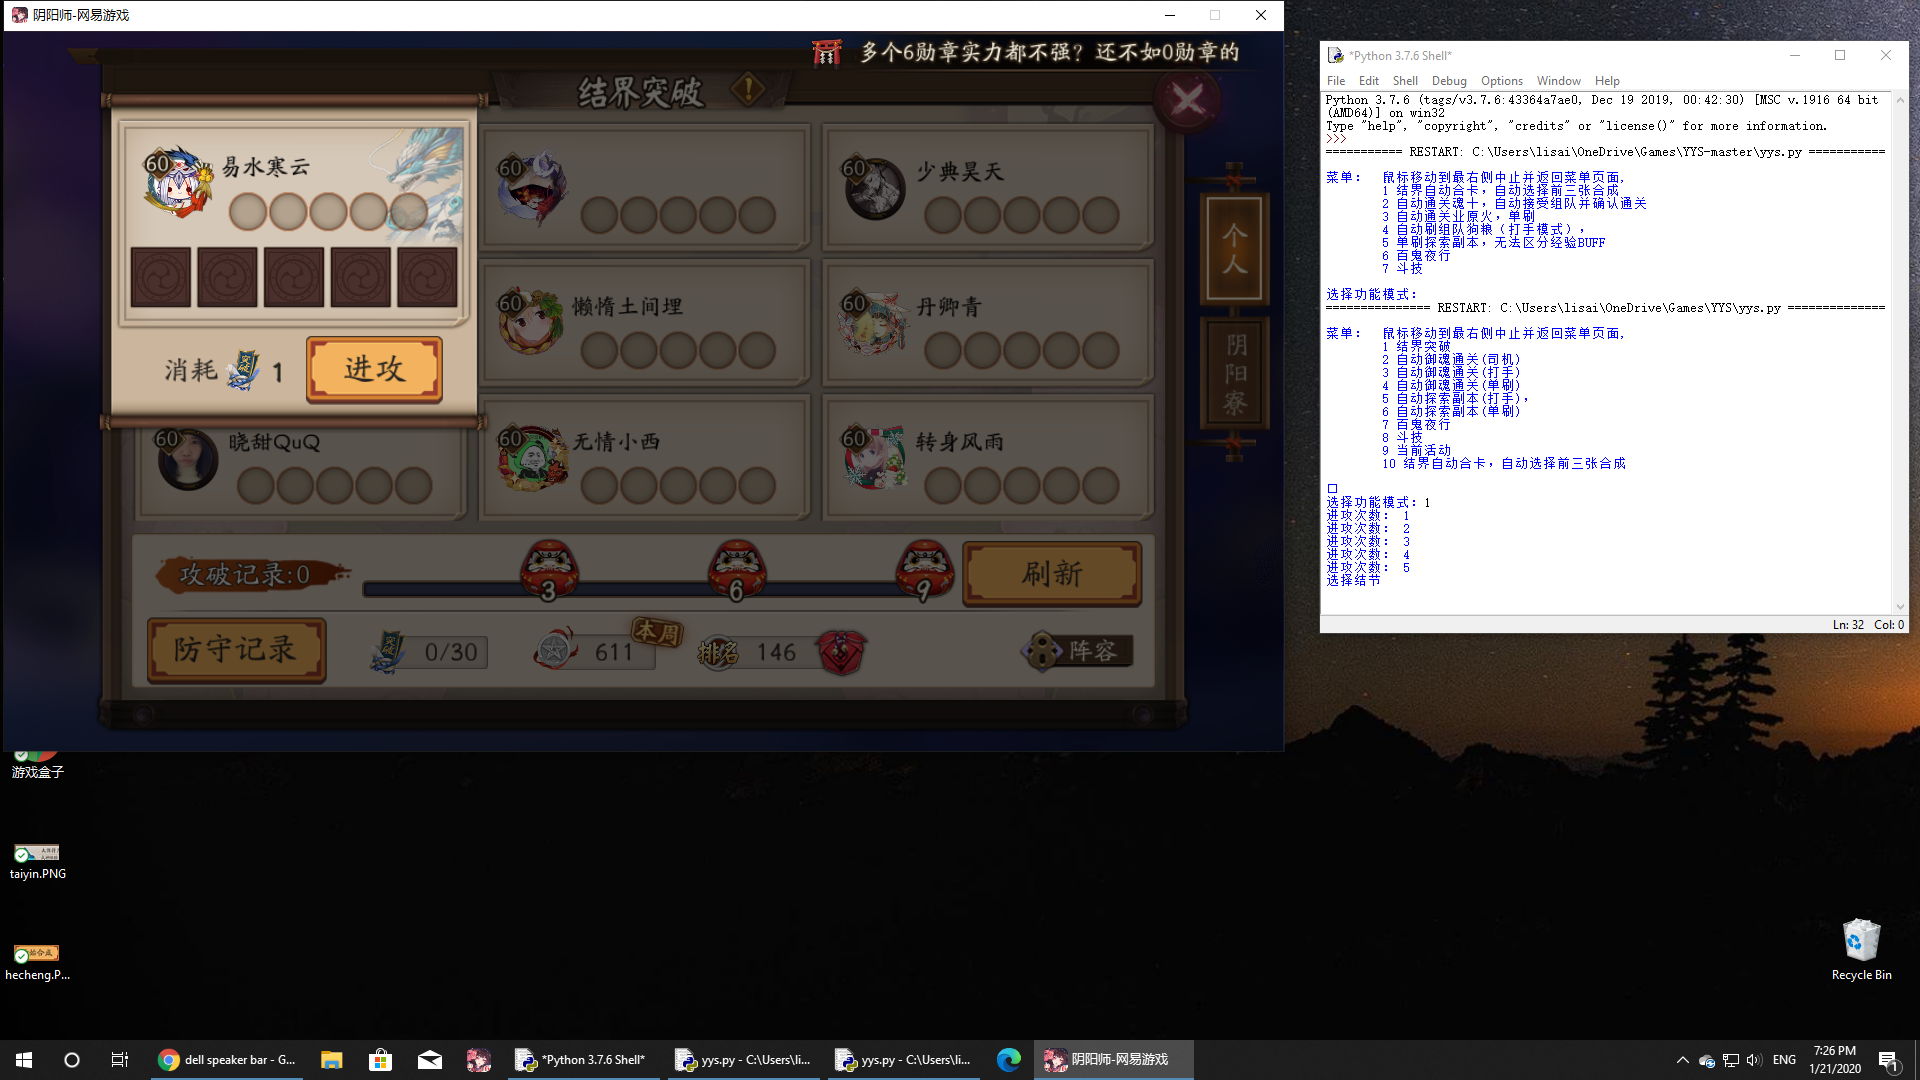 阴阳师-网易游戏
多个6勋章实力都不强？还不如0勋章的
结界突破
60
易水寒云
消耗
1
进攻
60
60
少典昊天
60
懒惰土间埋
60
丹卿青
60
晓甜QuQ
60
无情小西
60
转身风雨
个人
阴阳寮
攻破记录:0
3
6
9
刷新
防守记录
突破
0/30
611
本周
排名
146
阵容
*Python 3.7.6 Shell*
File Edit Shell Debug Options Window Help
Python 3.7.6 (tags/v3.7.6:43364a7ae0, Dec 19 2019, 00:42:30) [MSC v.1916 64 bit
(AMD64)] on win32
Type "help", "copyright", "credits" or "license()" for more information.
>>>
=========== RESTART: C:\Users\lisai\OneDrive\Games\YYS-master\yys.py ===========
菜单： 鼠标移动到最右侧中止并返回菜单页面,
1 结界自动合卡，自动选择前三张合成
2 自动通关魂十，自动接受组队并确认通关
3 自动通关业原火，单刷
4 自动刷组队狗粮（打手模式），
5 单刷探索副本，无法区分经验BUFF
6 百鬼夜行
7 斗技
选择功能模式：
=============== RESTART: C:\Users\lisai\OneDrive\Games\YYS\yys.py ==============
菜单： 鼠标移动到最右侧中止并返回菜单页面,
1 结界突破
2 自动御魂通关(司机)
3 自动御魂通关(打手)
4 自动御魂通关(单刷)
5 自动探索副本(打手),
6 自动探索副本(单刷)
7 百鬼夜行
8 斗技
9 当前活动
10 结界自动合卡，自动选择前三张合成
选择功能模式：1
进攻次数： 1
进攻次数： 2
进攻次数： 3
进攻次数： 4
进攻次数： 5
选择结节
Ln: 32 Col: 0
游戏盒子
taiyin.PNG
hecheng.P...
Recycle Bin
dell speaker bar - G...
*Python 3.7.6 Shell*
yys.py - C:\Users\li...
yys.py - C:\Users\li...
阴阳师-网易游戏
ENG
7:26 PM
1/21/2020
1